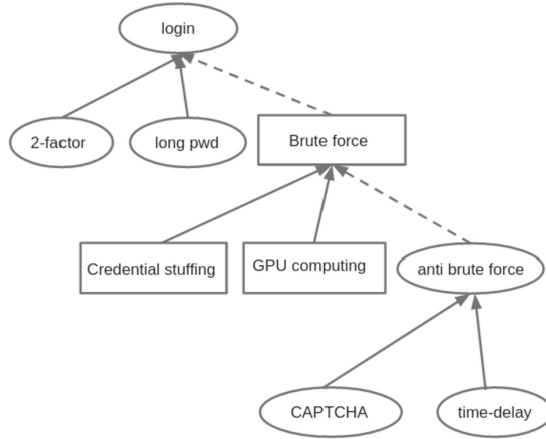 login
2-factor
long pwd
Brute force
Credential stuffing
GPU computing
anti brute force
CAPTCHA
time-delay